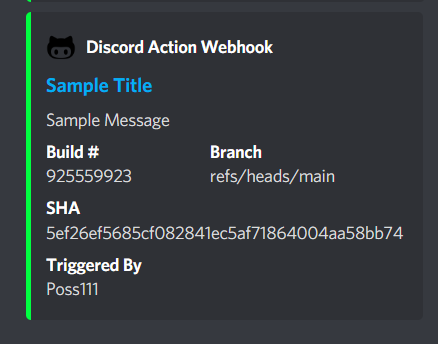 Discord Action Webhook
Sample Title
Sample Message
Build # Branch
925559923 refs/heads/main
SHA
5ef26ef5685cf082841ec5af71864004aa58bb74
Triggered By
Poss111